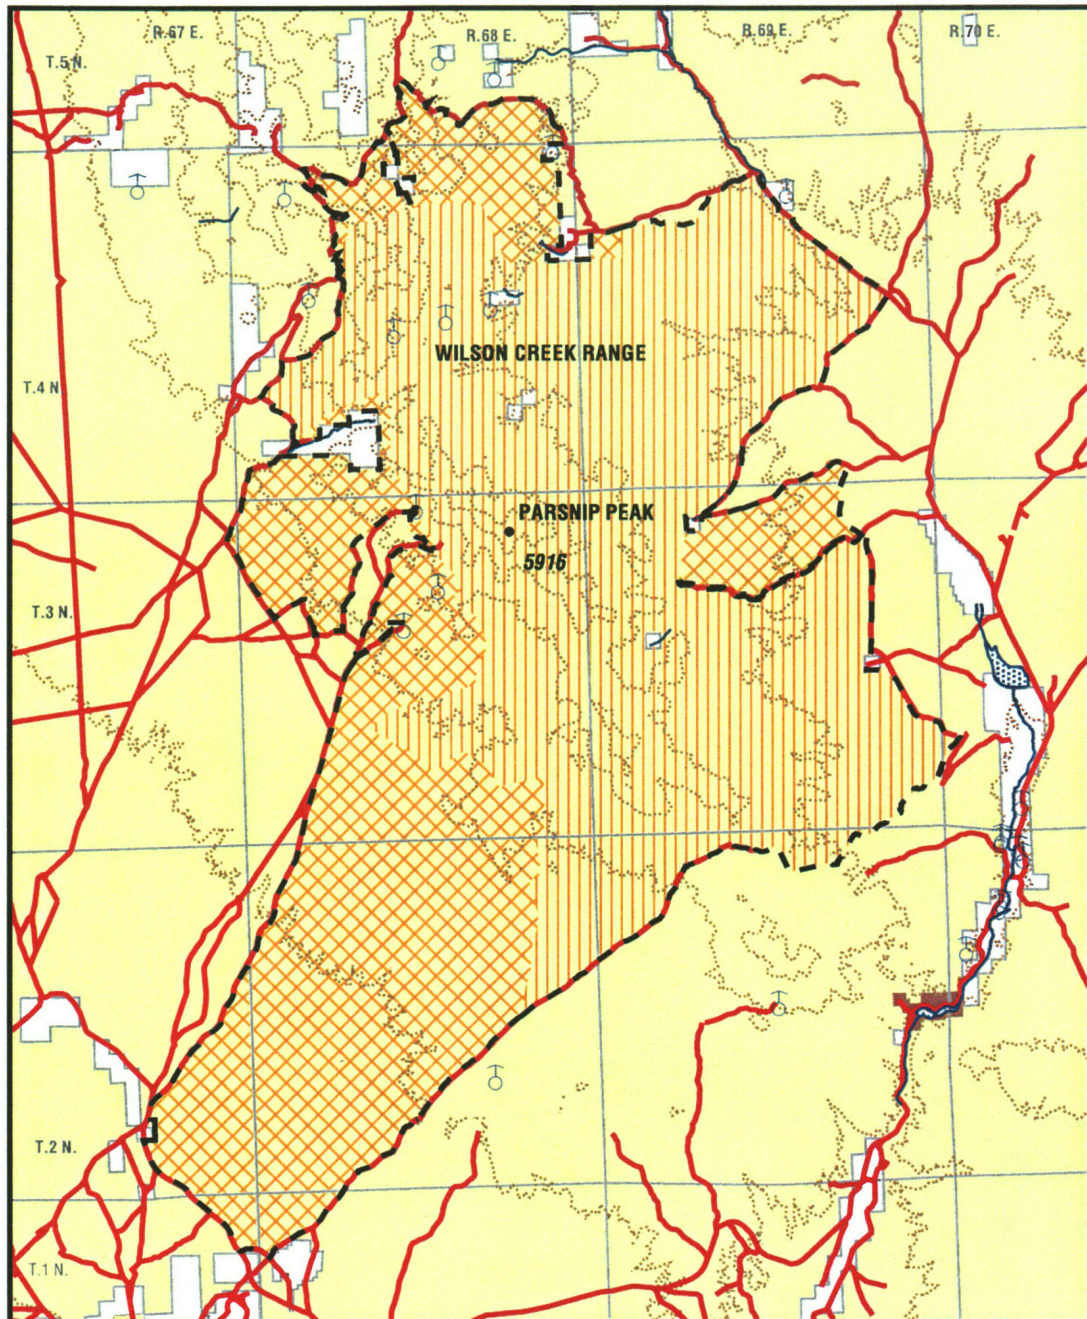 R.67 E.
R.68 E.
R.69 E.
R.70 E.
T.5 N.
WILSON CREEK RANGE
T.4 N.
PARSNIP PEAK
5916
T.3 N.
T.2 N.
T.1 N.